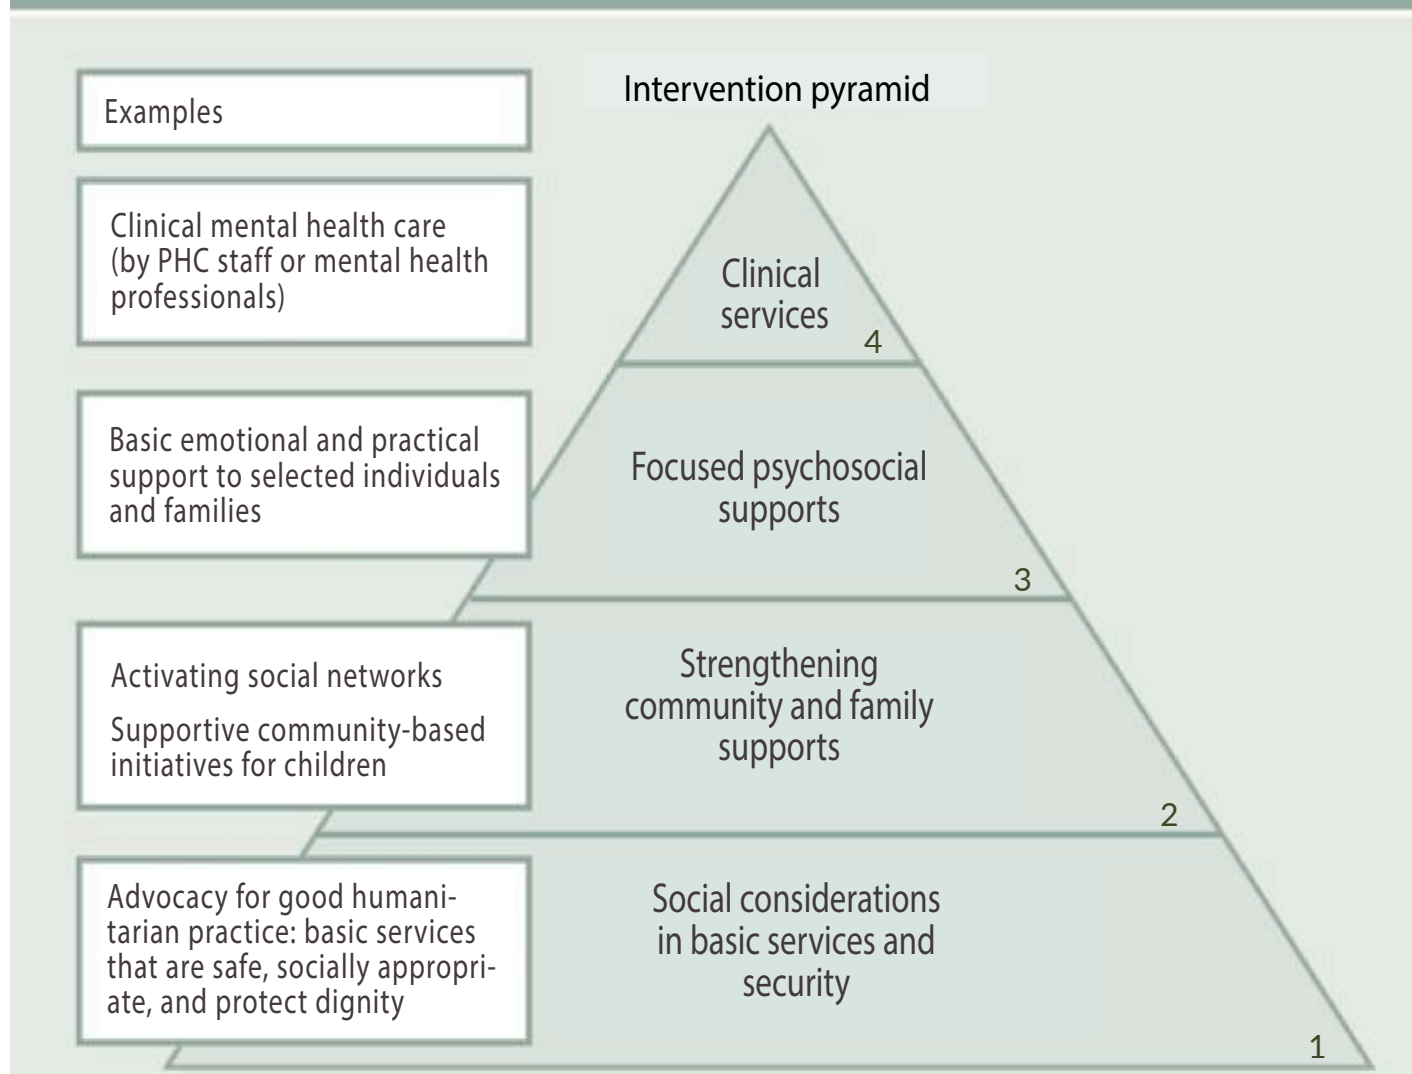 Intervention pyramid
Examples
Clinical mental health care
(by PHC staff or mental health
professionals)
Clinical
services
4
Basic emotional and practical
support to selected individuals
and families
Focused psychosocial
supports
3
Activating social networks
Supportive community-based
initiatives for children
Strengthening
community and family
supports
2
Advocacy for good humani-
tarian practice: basic services
that are safe, socially appropri-
ate, and protect dignity
Social considerations
in basic services and
security
1